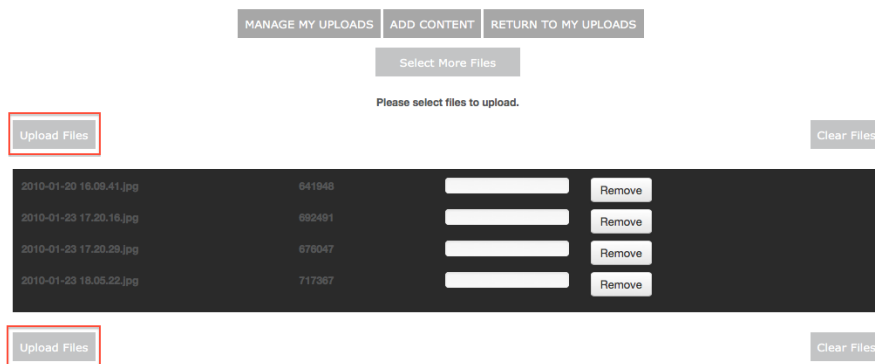 MANAGE MY UPLOADS ADD CONTENT RETURN TO MY UPLOADS
Select More Files
Please select files to upload.
Upload Files Clear Files
2010-01-20 16.09.41.jpg 641948 Remove
2010-01-23 17.20.16.jpg 692491 Remove
2010-01-23 17.20.29.jpg 676047 Remove
2010-01-23 18.05.22.jpg 717367 Remove
Upload Files Clear Files